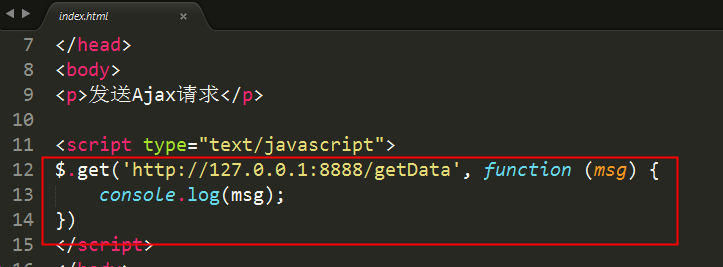 index.html ×
7 </head>
8 <body>
9 <p>发送Ajax请求</p>
10
11 <script type="text/javascript">
12 $.get('http://127.0.0.1:8888/getData', function (msg) {
13     console.log(msg);
14 })
15 </script>
16 </body>